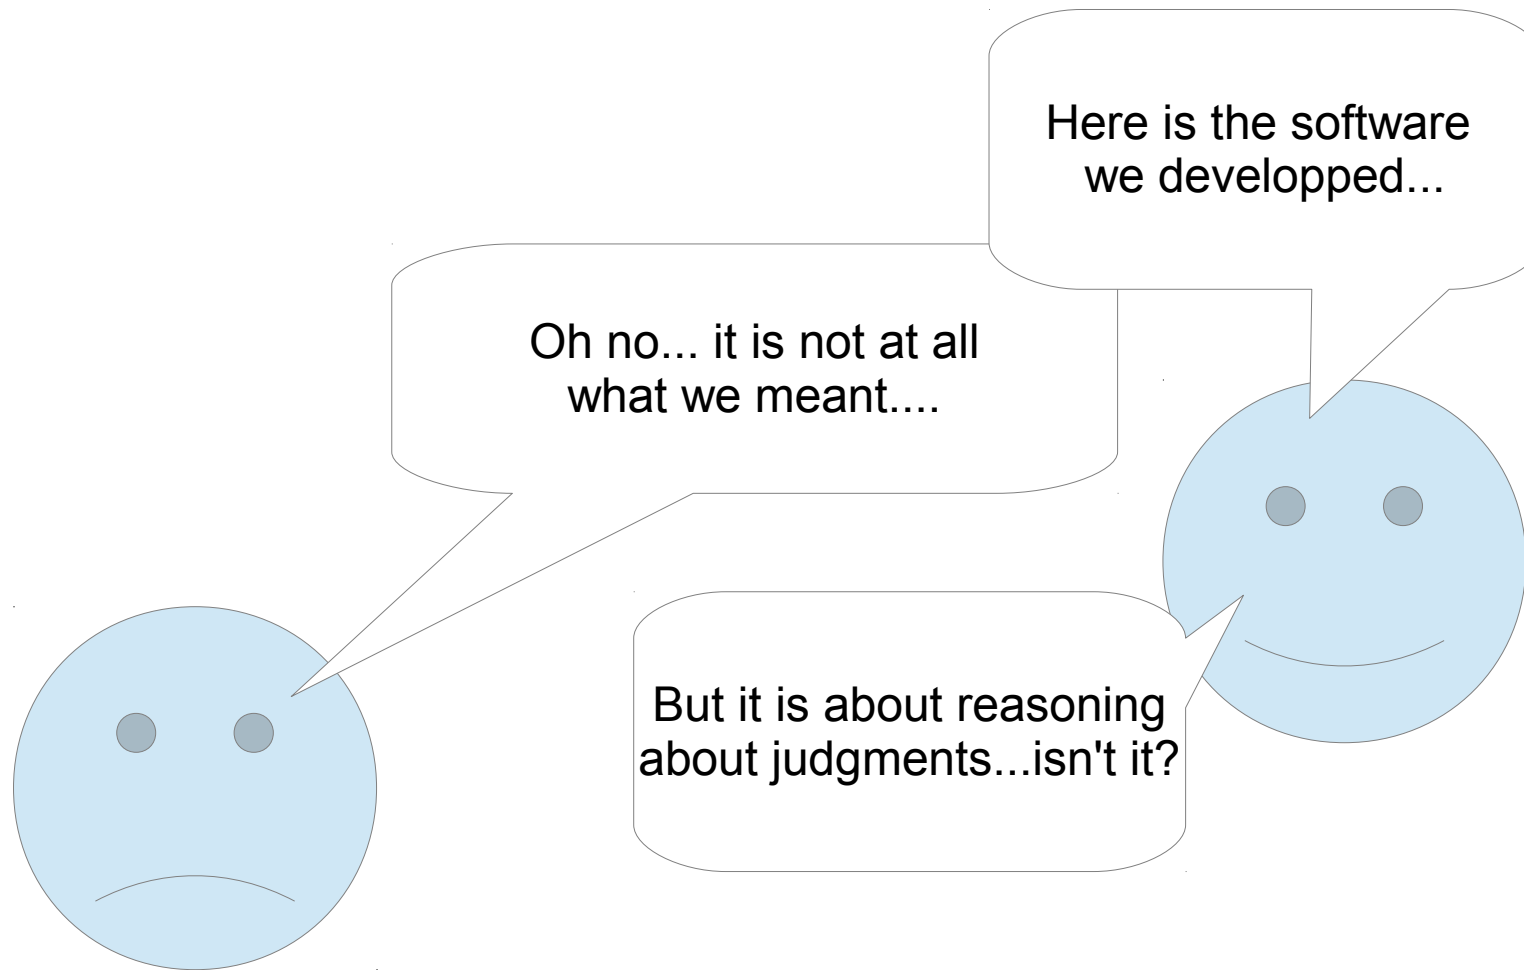 Here is the software
we developped...
Oh no... it is not at all
what we meant....
But it is about reasoning
about judgments...isn't it?